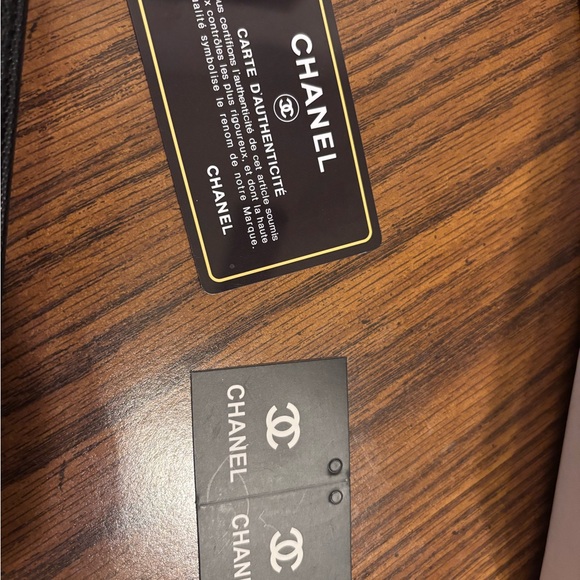 CHANEL
CARTE D'AUTHENTICITÉ
us certifions l'authenticité de cet article soumis
x contrôles les plus rigoureux, et dont la haute
alité symbolise le renom de notre Marque.
CHANEL
CHANEL
CHANE